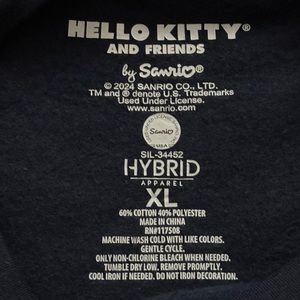 HELLO KITTY®
AND FRIENDS
by Sanrio®
© 2024 SANRIO CO., LTD.
TM and ® denote U.S. Trademarks
Used Under License.
www.sanrio.com
Sanrio
SIL-34452
HYBRID
APPAREL
XL
60% COTTON 40% POLYESTER
MADE IN CHINA
RN#117508
MACHINE WASH COLD WITH LIKE COLORS.
GENTLE CYCLE.
ONLY NON-CHLORINE BLEACH WHEN NEEDED.
TUMBLE DRY LOW. REMOVE PROMPTLY.
COOL IRON IF NEEDED. DO NOT IRON DECORATION.